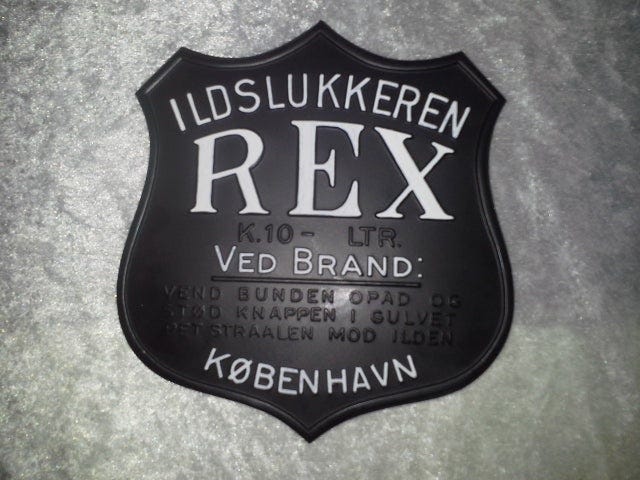 ILDSLUKKEREN
REX
K.10 - LTR.
VED BRAND:
VEND BUNDEN OPAD OG
STØD KNAPPEN I GULVET
RET STRAALEN MOD ILDEN
KØBENHAVN